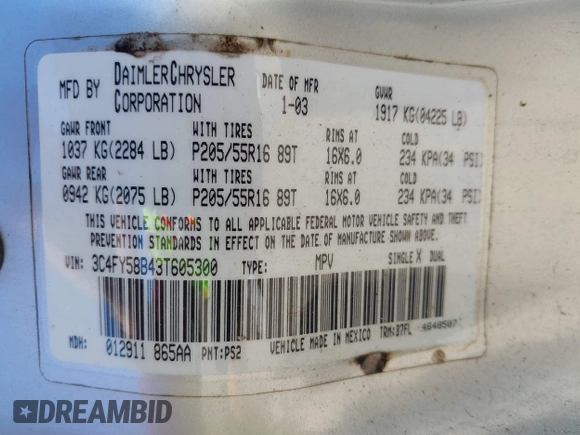 MFD BY DAIMLERCHRYSLER CORPORATION DATE OF MFR 1-03 GVWR 1917 KG(04225 LB)
GAWR FRONT WITH TIRES RIMS AT COLD
1037 KG(2284 LB) P205/55R16 89T 16X6.0 234 KPA(34 PSI)
GAWR REAR WITH TIRES RIMS AT COLD
0942 KG(2075 LB) P205/55R16 89T 16X6.0 234 KPA(34 PSI)
THIS VEHICLE CONFORMS TO ALL APPLICABLE FEDERAL MOTOR VEHICLE SAFETY AND THEFT
PREVENTION STANDARDS IN EFFECT ON THE DATE OF MANUFACTURE SHOWN ABOVE.
VIN: 3C4FY58B43T605300 TYPE: MPV SINGLE X DUAL
MDH: 012911 865AA PNT:PS2 VEHICLE MADE IN MEXICO TRM:D7FL 4648507
DREAMBID